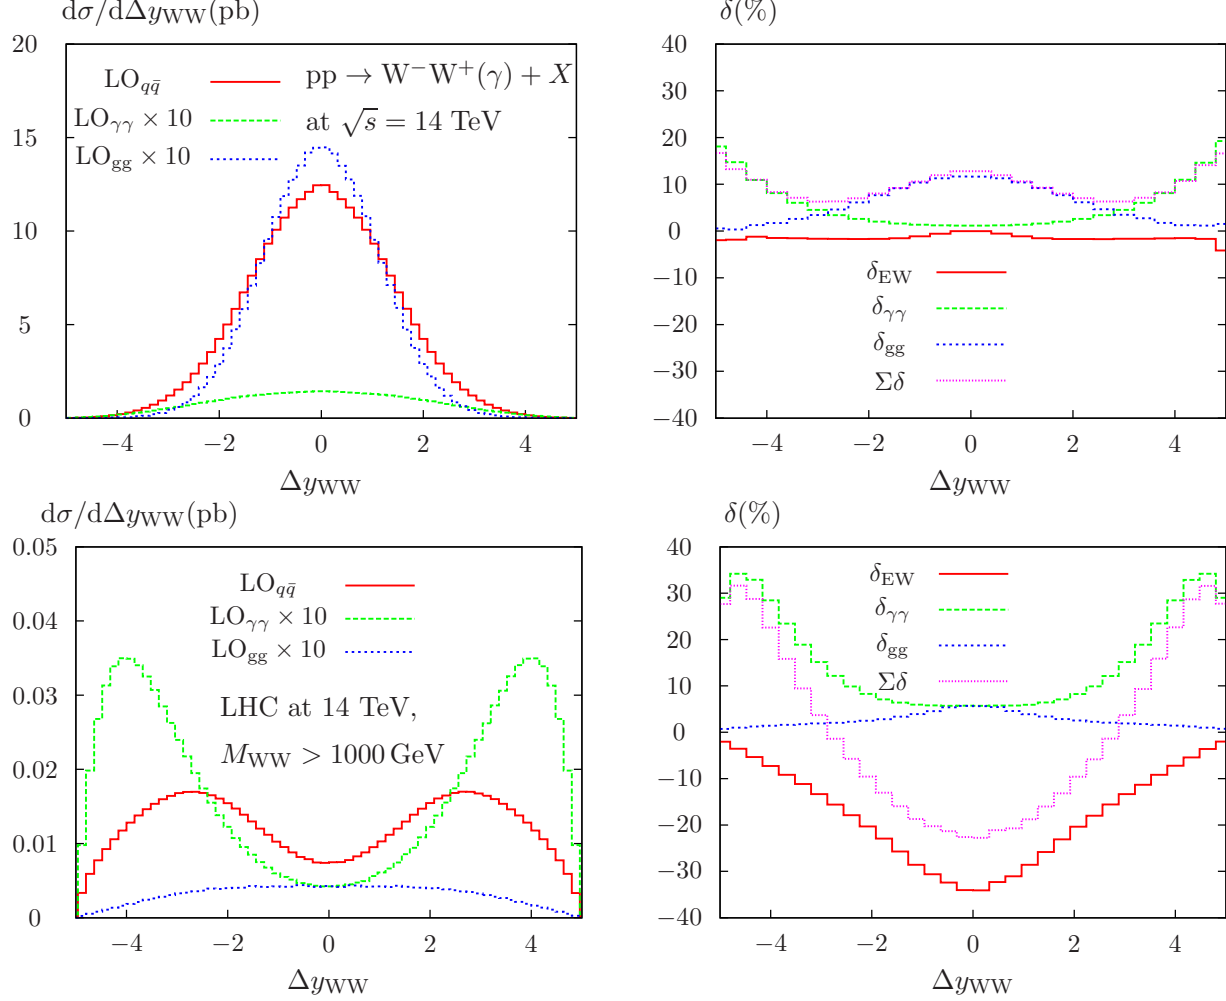 dσ/dΔy_WW(pb)
20
15
10
5
0
LO_qq̄
LO_γγ × 10
LO_gg × 10
pp → W⁻W⁺(γ) + X
at √s = 14 TeV
−4 −2 0 2 4
Δy_WW
δ(%)
40
30
20
10
0
−10
−20
−30
−40
δ_EW
δ_γγ
δ_gg
Σδ
−4 −2 0 2 4
Δy_WW
dσ/dΔy_WW(pb)
0.05
0.04
0.03
0.02
0.01
0
LO_qq̄
LO_γγ × 10
LO_gg × 10
LHC at 14 TeV,
M_WW > 1000 GeV
−4 −2 0 2 4
Δy_WW
δ(%)
40
30
20
10
0
−10
−20
−30
−40
δ_EW
δ_γγ
δ_gg
Σδ
−4 −2 0 2 4
Δy_WW